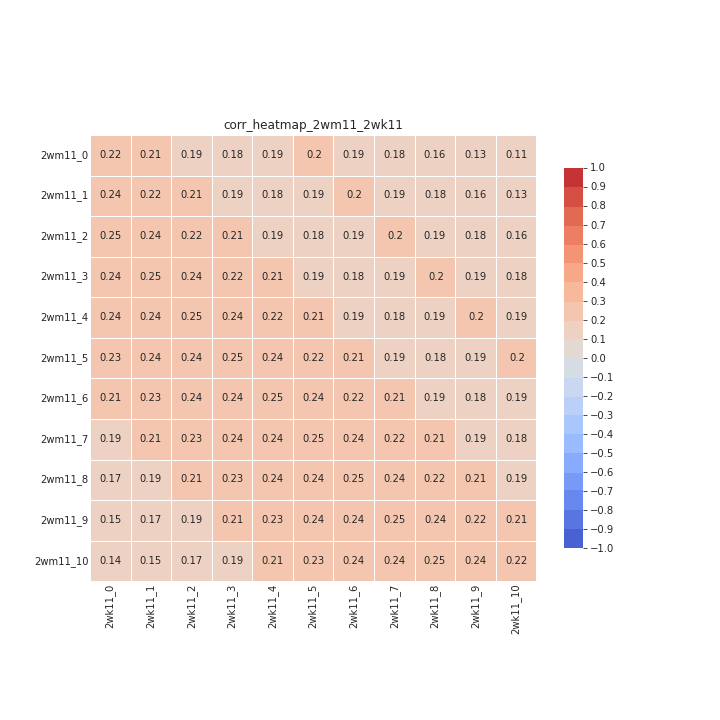 corr_heatmap_2wm11_2wk11
2wm11_0 0.22 0.21 0.19 0.18 0.19 0.2 0.19 0.18 0.16 0.13 0.11
2wm11_1 0.24 0.22 0.21 0.19 0.18 0.19 0.2 0.19 0.18 0.16 0.13
2wm11_2 0.25 0.24 0.22 0.21 0.19 0.18 0.19 0.2 0.19 0.18 0.16
2wm11_3 0.24 0.25 0.24 0.22 0.21 0.19 0.18 0.19 0.2 0.19 0.18
2wm11_4 0.24 0.24 0.25 0.24 0.22 0.21 0.19 0.18 0.19 0.2 0.19
2wm11_5 0.23 0.24 0.24 0.25 0.24 0.22 0.21 0.19 0.18 0.19 0.2
2wm11_6 0.21 0.23 0.24 0.24 0.25 0.24 0.22 0.21 0.19 0.18 0.19
2wm11_7 0.19 0.21 0.23 0.24 0.24 0.25 0.24 0.22 0.21 0.19 0.18
2wm11_8 0.17 0.19 0.21 0.23 0.24 0.24 0.25 0.24 0.22 0.21 0.19
2wm11_9 0.15 0.17 0.19 0.21 0.23 0.24 0.24 0.25 0.24 0.22 0.21
2wm11_10 0.14 0.15 0.17 0.19 0.21 0.23 0.24 0.24 0.25 0.24 0.22
2wk11_0 2wk11_1 2wk11_2 2wk11_3 2wk11_4 2wk11_5 2wk11_6 2wk11_7 2wk11_8 2wk11_9 2wk11_10
1.0
0.9
0.8
0.7
0.6
0.5
0.4
0.3
0.2
0.1
0.0
−0.1
−0.2
−0.3
−0.4
−0.5
−0.6
−0.7
−0.8
−0.9
−1.0